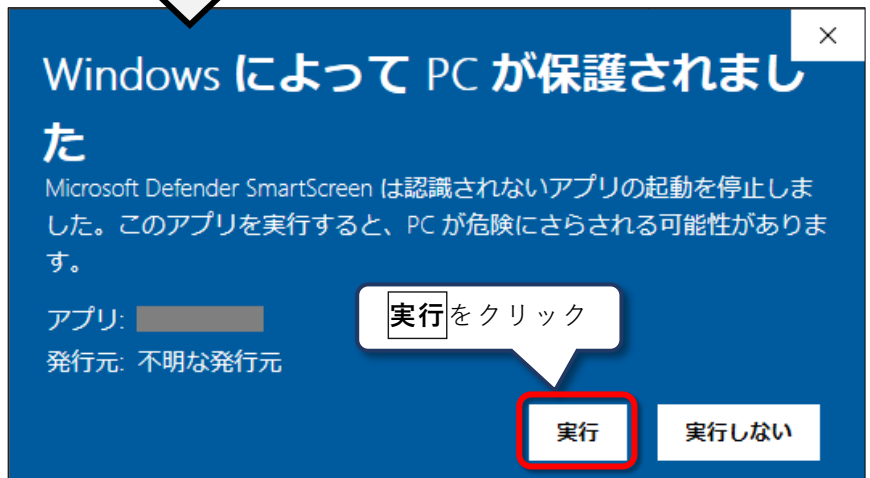 Windows によって PC が保護されまし
た
Microsoft Defender SmartScreen は認識されないアプリの起動を停止しま
した。このアプリを実行すると、PC が危険にさらされる可能性がありま
す。
アプリ:
実行をクリック
発行元: 不明な発行元
実行
実行しない